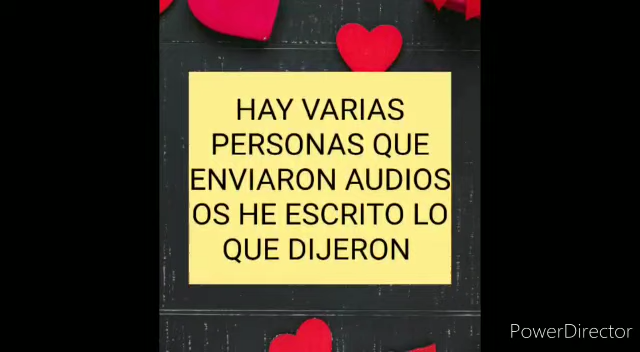 HAY VARIAS
PERSONAS QUE
ENVIARON AUDIOS
OS HE ESCRITO LO
QUE DIJERON
PowerDirector